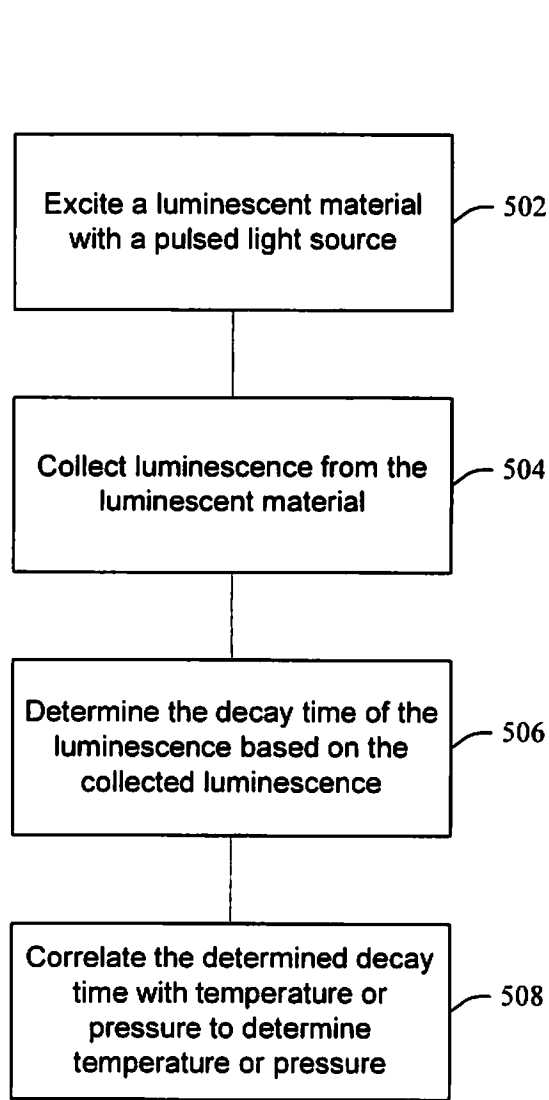 Excite a luminescent material
with a pulsed light source
502
Collect luminescence from the
luminescent material
504
Determine the decay time of the
luminescence based on the
collected luminescence
506
Correlate the determined decay
time with temperature or
pressure to determine
temperature or pressure
508